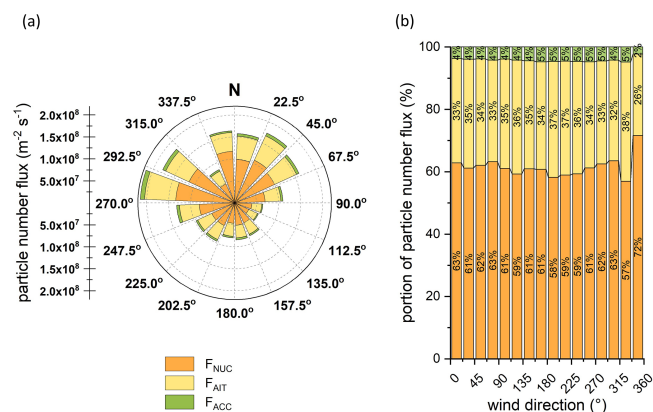 (a)
(b)
particle number flux (m⁻² s⁻¹)
2.0x10⁸
1.5x10⁸
1.0x10⁸
5.0x10⁷
5.0x10⁷
1.0x10⁸
1.5x10⁸
2.0x10⁸
N
22.5°
45.0°
67.5°
90.0°
112.5°
135.0°
157.5°
180.0°
202.5°
225.0°
247.5°
270.0°
292.5°
315.0°
337.5°
F_NUC
F_AIT
F_ACC
portion of particle number flux (%)
100
80
60
40
20
0
4% 4% 4% 4% 4% 4% 4% 5% 5% 5% 5% 5% 5% 4% 5% 2%
33% 35% 34% 33% 35% 36% 35% 34% 37% 37% 36% 34% 33% 32% 38% 26%
63% 61% 62% 63% 61% 59% 61% 61% 58% 59% 59% 61% 62% 63% 57% 72%
0 45 90 135 180 225 270 315 360
wind direction (°)